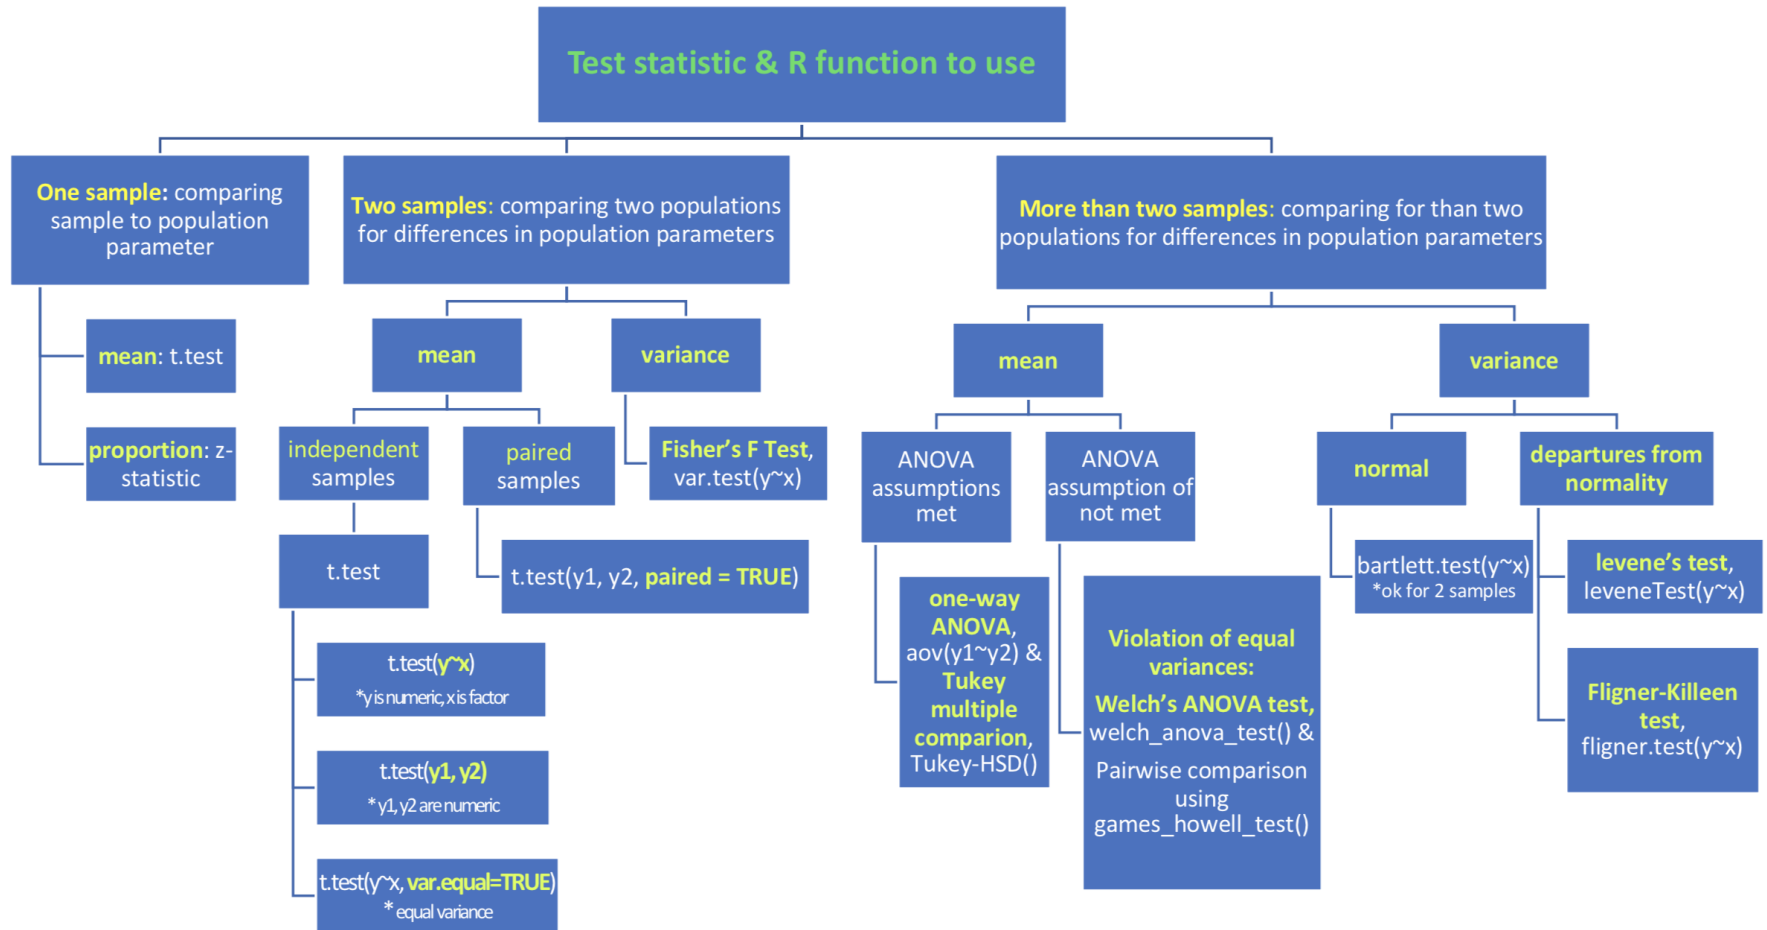 Test statistic & R function to use
One sample: comparing
sample to population
parameter
mean: t.test
proportion: z-
statistic
Two samples: comparing two populations
for differences in population parameters
mean
independent
samples
t.test
t.test(y~x)
*y is numeric, x is factor
t.test(y1, y2)
* y1, y2 are numeric
t.test(y~x, var.equal=TRUE)
* equal variance
paired
samples
t.test(y1, y2, paired = TRUE)
variance
Fisher's F Test,
var.test(y~x)
More than two samples: comparing for than two
populations for differences in population parameters
mean
ANOVA
assumptions
met
one-way
ANOVA,
aov(y1~y2) &
Tukey
multiple
comparion,
Tukey-HSD()
ANOVA
assumption of
not met
Violation of equal
variances:
Welch's ANOVA test,
welch_anova_test() &
Pairwise comparison
using
games_howell_test()
variance
normal
bartlett.test(y~x)
*ok for 2 samples
departures from
normality
levene's test,
leveneTest(y~x)
Fligner-Killeen
test,
fligner.test(y~x)